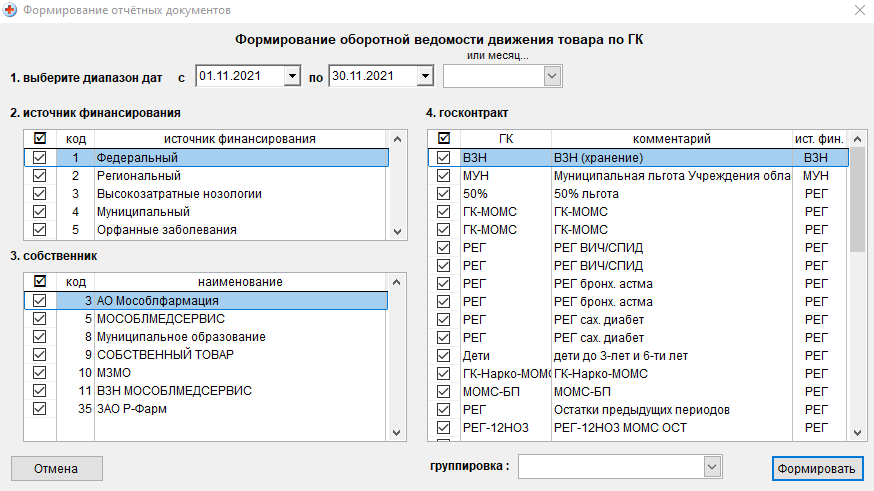 Формирование отчётных документов
Формирование оборотной ведомости движения товара по ГК
или месяц...
1. выберите диапазон дат с 01.11.2021 по 30.11.2021
2. источник финансирования
код источник финансирования
1 Федеральный
2 Региональный
3 Высокозатратные нозологии
4 Муниципальный
5 Орфанные заболевания
3. собственник
код наименование
3 АО Мособлфармация
5 МОСОБЛМЕДСЕРВИС
8 Муниципальное образование
9 СОБСТВЕННЫЙ ТОВАР
10 МЗМО
11 ВЗН МОСОБЛМЕДСЕРВИС
35 ЗАО Р-Фарм
4. госконтракт
ГК комментарий ист. фин.
ВЗН ВЗН (хранение) ВЗН
МУН Муниципальная льгота Учреждения обла МУН
50% 50% льгота РЕГ
ГК-МОМС ГК-МОМС РЕГ
ГК-МОМС ГК-МОМС РЕГ
РЕГ РЕГ ВИЧ/СПИД РЕГ
РЕГ РЕГ ВИЧ/СПИД РЕГ
РЕГ РЕГ бронх. астма РЕГ
РЕГ РЕГ бронх. астма РЕГ
РЕГ РЕГ сах. диабет РЕГ
РЕГ РЕГ сах. диабет РЕГ
Дети дети до 3-лет и 6-ти лет РЕГ
ГК-Нарко-МОМС ГК-Нарко-МОМС РЕГ
МОМС-БП МОМС-БП РЕГ
РЕГ Остатки предыдущих периодов РЕГ
РЕГ-12НОЗ РЕГ-12НОЗ МОМС ОСТ РЕГ
Отмена
группировка :
Формировать